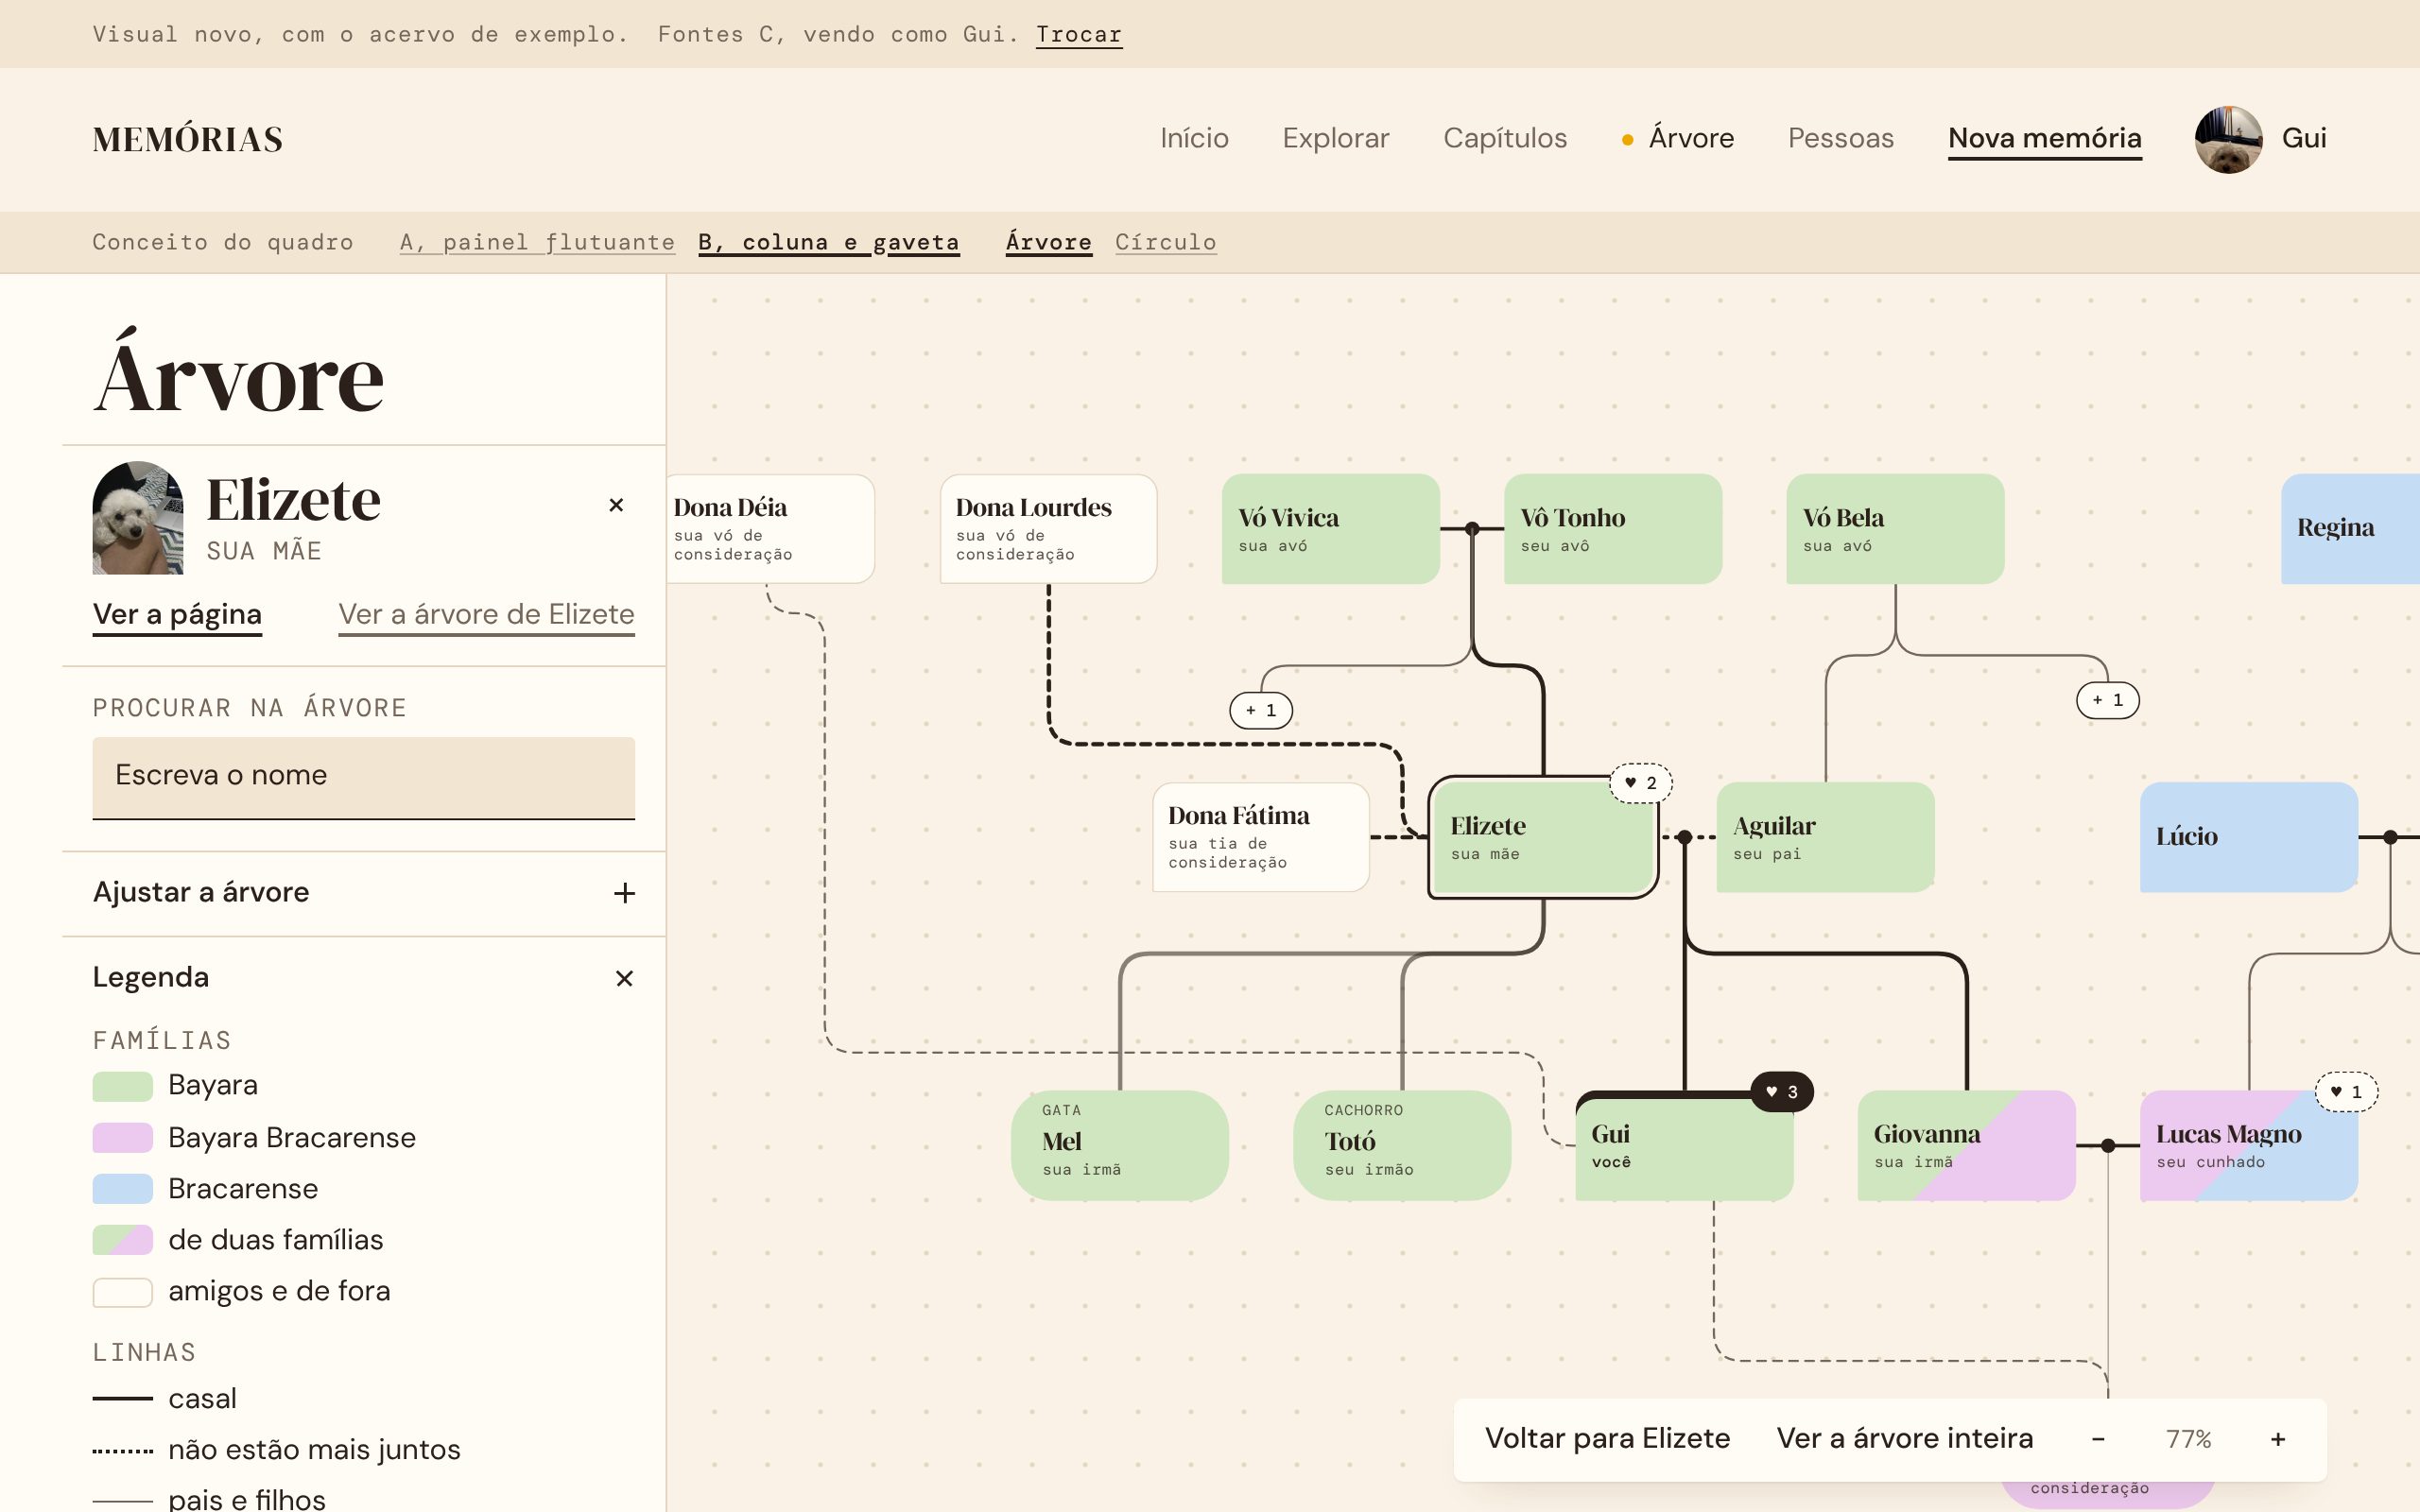 Visual novo, com o acervo de exemplo. Fontes C, vendo como Gui. Trocar
MEMÓRIAS
Início Explorar Capítulos Árvore Pessoas Nova memória Gui
Conceito do quadro A, painel flutuante B, coluna e gaveta Árvore Círculo
Árvore
Elizete ×
SUA MÃE
Ver a página Ver a árvore de Elizete
PROCURAR NA ÁRVORE
Escreva o nome
Ajustar a árvore +
Legenda ×
FAMÍLIAS
Bayara
Bayara Bracarense
Bracarense
de duas famílias
amigos e de fora
LINHAS
casal
não estão mais juntos
pais e filhos
Dona Déia
sua vó de
consideração
Dona Lourdes
sua vó de
consideração
Vó Vivica
sua avó
Vô Tonho
seu avô
Vó Bela
sua avó
Regina
+ 1
+ 1
Dona Fátima
sua tia de
consideração
♥ 2
Elizete
sua mãe
Aguilar
seu pai
Lúcio
GATA
Mel
sua irmã
CACHORRO
Totó
seu irmão
♥ 3
Gui
você
Giovanna
sua irmã
♥ 1
Lucas Magno
seu cunhado
Voltar para Elizete Ver a árvore inteira − 77% +
consideração